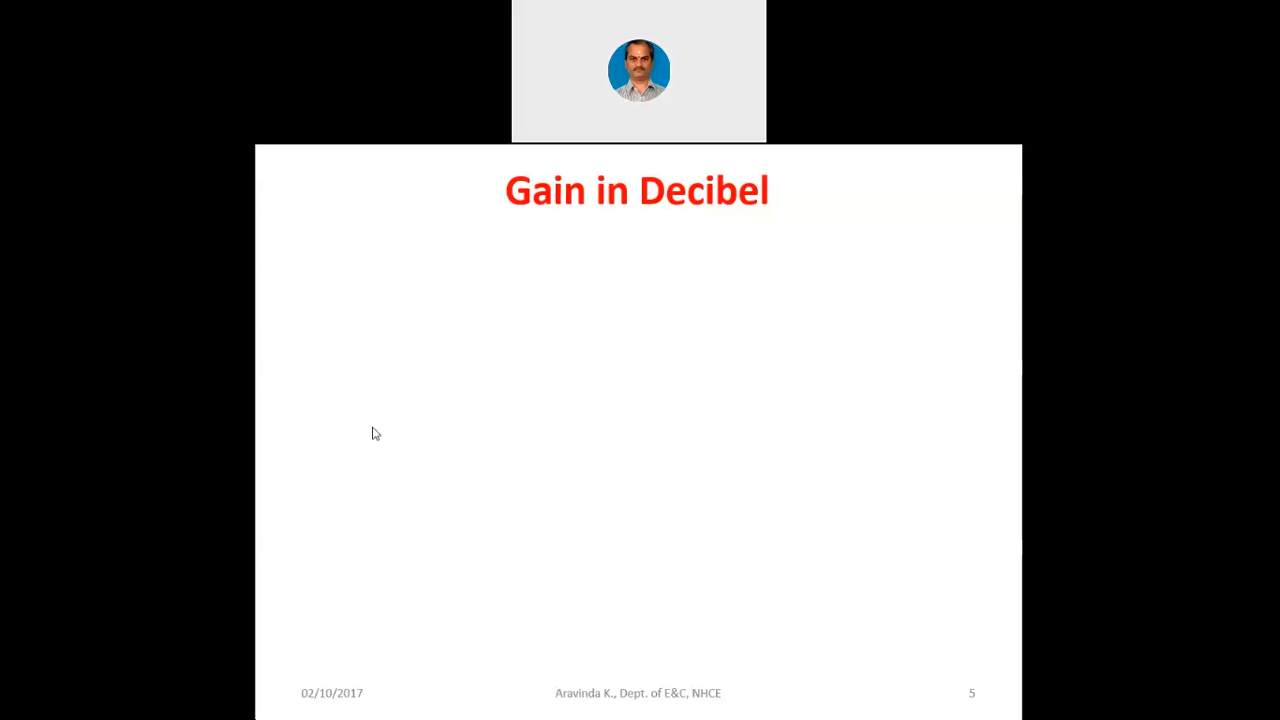 Gain in Decibel
02/10/2017
Aravinda K., Dept. of E&C, NHCE
5